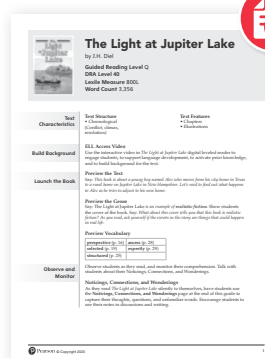 The Light at Jupiter Lake
by J.H. Diel
Guided Reading Level Q
DRA Level 40
Lexile Measure 800L
Word Count 3,356
Text Characteristics
Text Structure
• Chronological
(Conflict, climax,
resolution)
Text Features
• Chapters
• Illustrations
Build Background
ELL Access Video
Use the interactive video in The Light at Jupiter Lake digital leveled reader to
engage students, to support language development, to activate prior knowledge,
and to build background for the text.
Launch the Book
Preview the Text
Say: This book is about a young boy named Alec who moves from his city home in Texas
to a rural home on Jupiter Lake in New Hampshire. Let's read to find out what happens
to Alec as he tries to adjust to his new home.
Preview the Genre
Say: The Light at Jupiter Lake is an example of realistic fiction. Show students
the cover of the book. Say: What about this cover tells you that this book is realistic
fiction? As you read, ask yourself if the events in the story are things that could happen
in real life.
Preview Vocabulary
perspective (p. 16) access (p. 28)
selected (p. 19) expertly (p. 29)
structured (p. 25)
Observe and Monitor
Observe students as they read, and monitor their comprehension. Talk with
students about their Noticings, Connections, and Wonderings.
Noticings, Connections, and Wonderings
As they read The Light at Jupiter Lake silently to themselves, have students use
the Noticings, Connections, and Wonderings page at the end of this guide to
capture their thoughts, questions, and unfamiliar words. Encourage students to
use their notes in discussions and writing.
Pearson © Copyright 2020
1